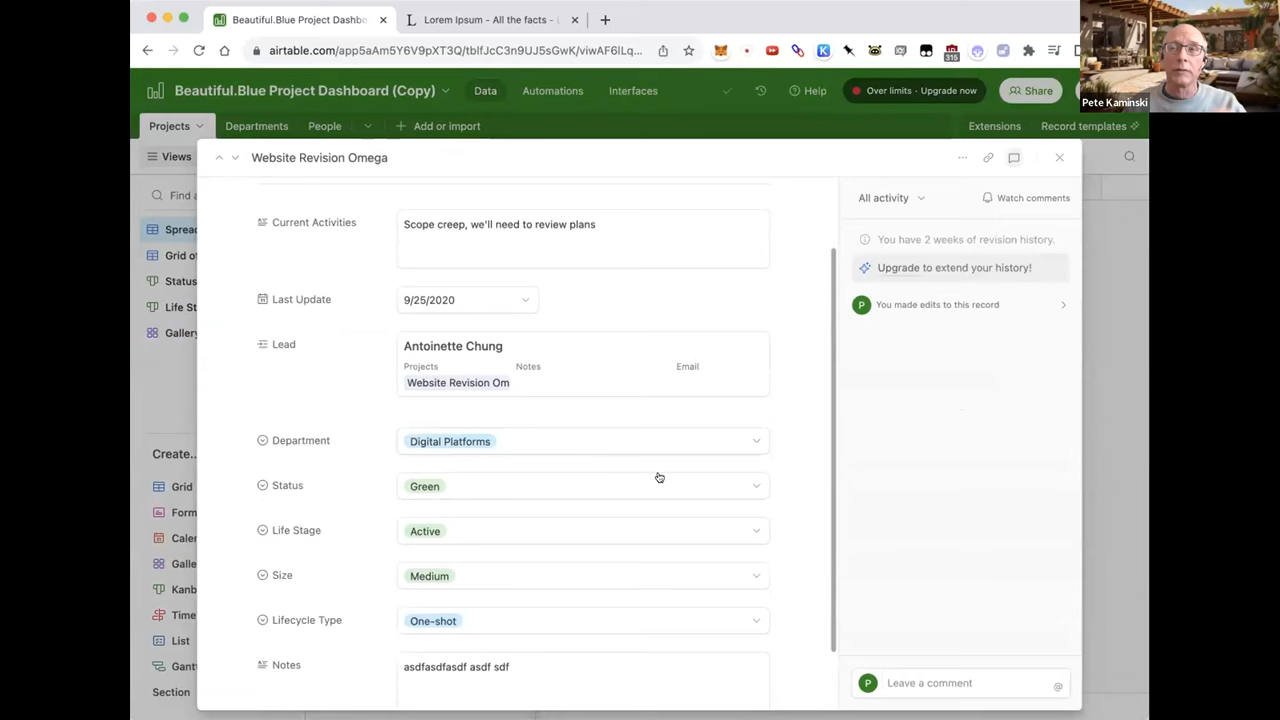 Beautiful.Blue Project Dashbo
Lorem Ipsum - All the facts - L
airtable.com/app5aAm5Y6V9pXT3Q/tblfJcC3n9UJ5sGwK/viwAF6lLq...
315
Pete Kaminski
Beautiful.Blue Project Dashboard (Copy)
Data
Automations
Interfaces
Help
Over limits · Upgrade now
Share
Projects
Departments
People
Add or import
Extensions
Record templates
Views
Website Revision Omega
Find a
Sprea
Grid o
Status
Life St
Gallery
Create...
Grid
Form
Caler
Galle
Kanb
Time
List
Gantt
Section
Current Activities
Scope creep, we'll need to review plans
Last Update
9/25/2020
Lead
Antoinette Chung
Projects
Notes
Email
Website Revision Om
Department
Digital Platforms
Status
Green
Life Stage
Active
Size
Medium
Lifecycle Type
One-shot
Notes
asdfasdfasdf asdf sdf
All activity
Watch comments
You have 2 weeks of revision history.
Upgrade to extend your history!
P
You made edits to this record
P
Leave a comment
@